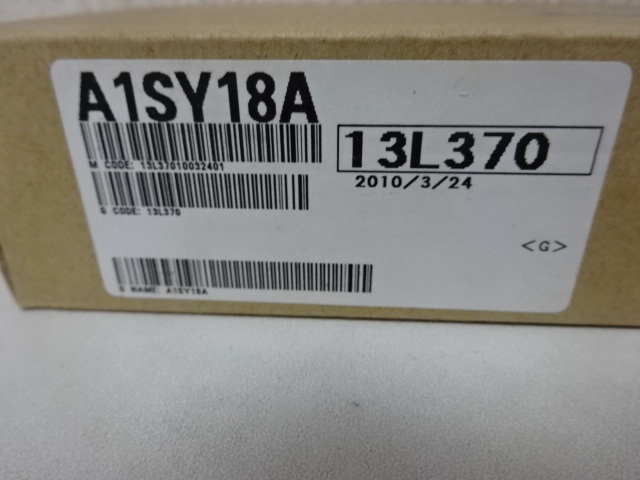 A1SY18A
13L370
M CODE: 13L37010032401
2010/3/24
G CODE: 13L370
<G>
G NAME: A1SY18A